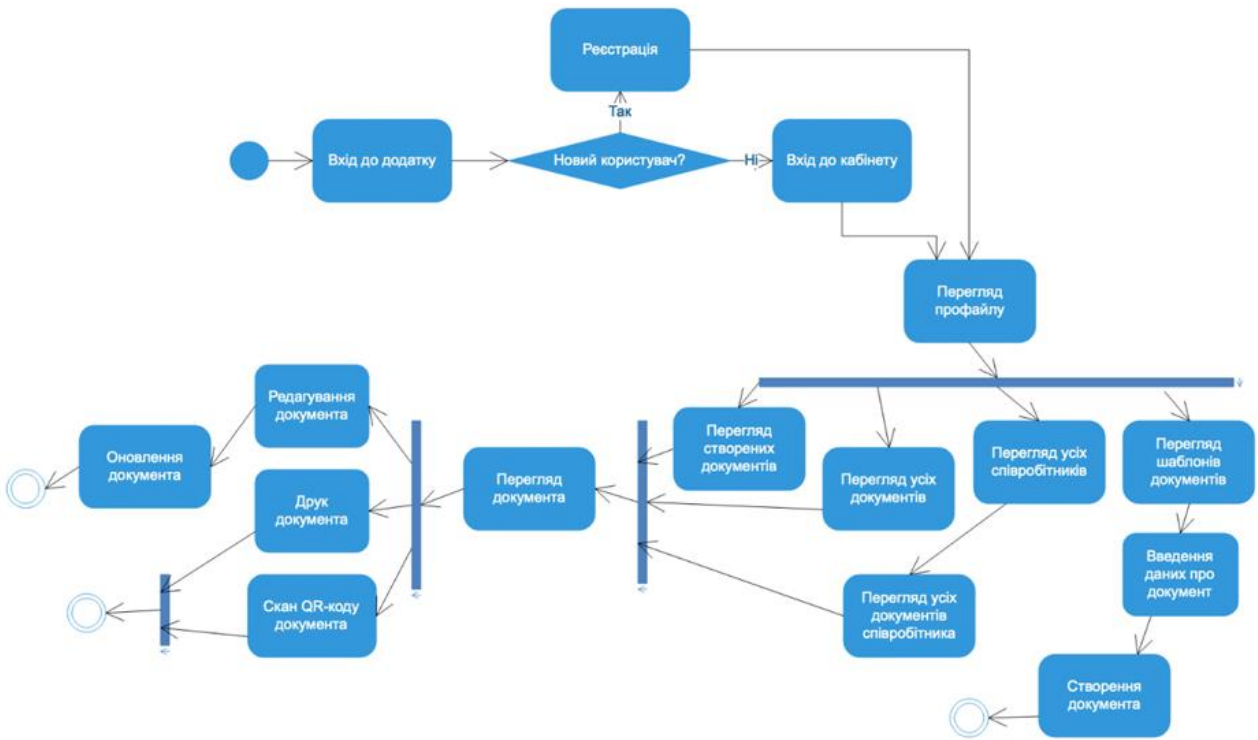 Реєстрація
Так
Вхід до додатку
Новий користувач?
Ні
Вхід до кабінету
Перегляд
профайлу
Редагування
документа
Оновлення
документа
Друк
документа
Скан QR-коду
документа
Перегляд
документа
Перегляд
створених
документів
Перегляд усіх
документів
Перегляд усіх
співробітників
Перегляд
шаблонів
документів
Перегляд усіх
документів
співробітника
Введення
даних про
документ
Створення
документа